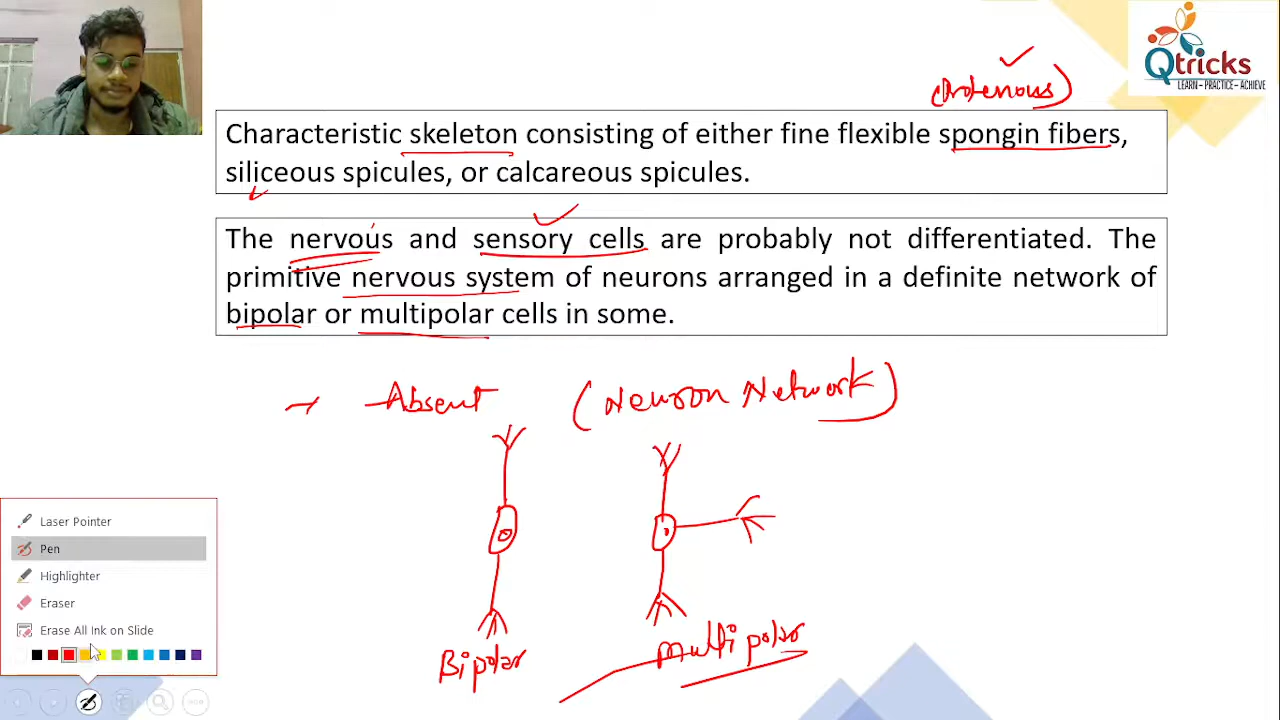 Qtricks
LEARN – PRACTICE – ACHIEVE
Characteristic skeleton consisting of either fine flexible spongin fibers,
siliceous spicules, or calcareous spicules.
The nervous and sensory cells are probably not differentiated. The
primitive nervous system of neurons arranged in a definite network of
bipolar or multipolar cells in some.
Absent (Neuron Network)
Bipolar
Multipolar
Laser Pointer
Pen
Highlighter
Eraser
Erase All Ink on Slide